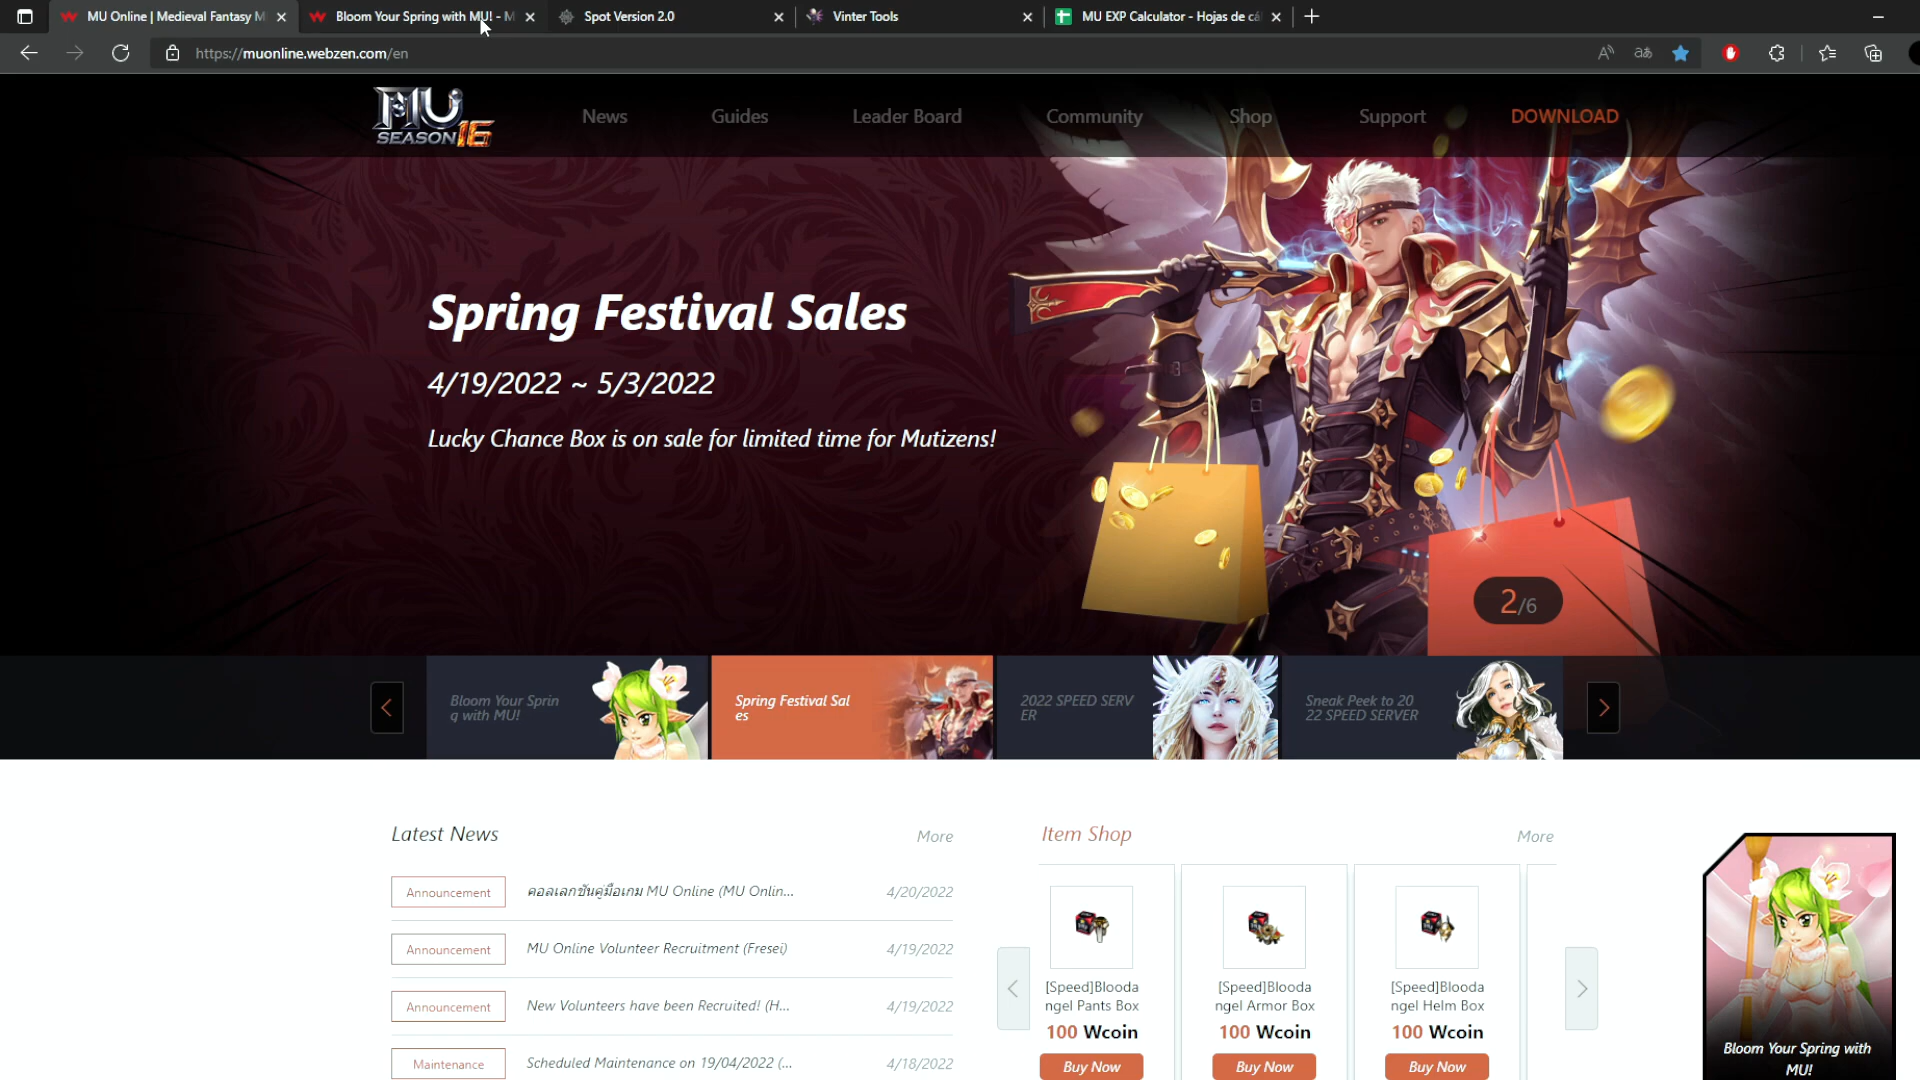 MU Online | Medieval Fantasy M
Bloom Your Spring with MU! - M
Spot Version 2.0
Vinter Tools
MU EXP Calculator - Hojas de cá
https://muonline.webzen.com/en
MU
SEASON 16
News
Guides
Leader Board
Community
Shop
Support
DOWNLOAD
Spring Festival Sales
4/19/2022 ~ 5/3/2022
Lucky Chance Box is on sale for limited time for Mutizens!
2/6
Bloom Your Sprin
g with MU!
Spring Festival Sal
es
2022 SPEED SERV
ER
Sneak Peek to 20
22 SPEED SERVER
Latest News
More
Announcement
คอลเลกชันคู่มือเกม MU Online (MU Onlin...
4/20/2022
Announcement
MU Online Volunteer Recruitment (Fresei)
4/19/2022
Announcement
New Volunteers have been Recruited! (H...
4/19/2022
Maintenance
Scheduled Maintenance on 19/04/2022 (...
4/18/2022
Item Shop
More
[Speed]Blooda
ngel Pants Box
100 Wcoin
Buy Now
[Speed]Blooda
ngel Armor Box
100 Wcoin
Buy Now
[Speed]Blooda
ngel Helm Box
100 Wcoin
Buy Now
Bloom Your Spring with
MU!